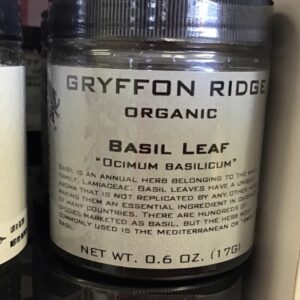 GRYFFON RIDGE
ORGANIC
BASIL LEAF
"OCIMUM BASILICUM"
BASIL IS AN ANNUAL HERB BELONGING TO THE
FAMILY, LAMIACEAE. BASIL LEAVES HAVE A UNIQUE
AROMA THAT IS NOT REPLICATED BY ANY OTHER
MAKING THEM AN ESSENTIAL INGREDIENT IN
OF MANY COUNTRIES. THERE ARE HUNDREDS OF
SPECIES MARKETED AS BASIL, BUT THE HERB MOST
COMMONLY USED IS THE MEDITERRANEAN OR
BASIL.
NET WT. 0.6 OZ. (17G)